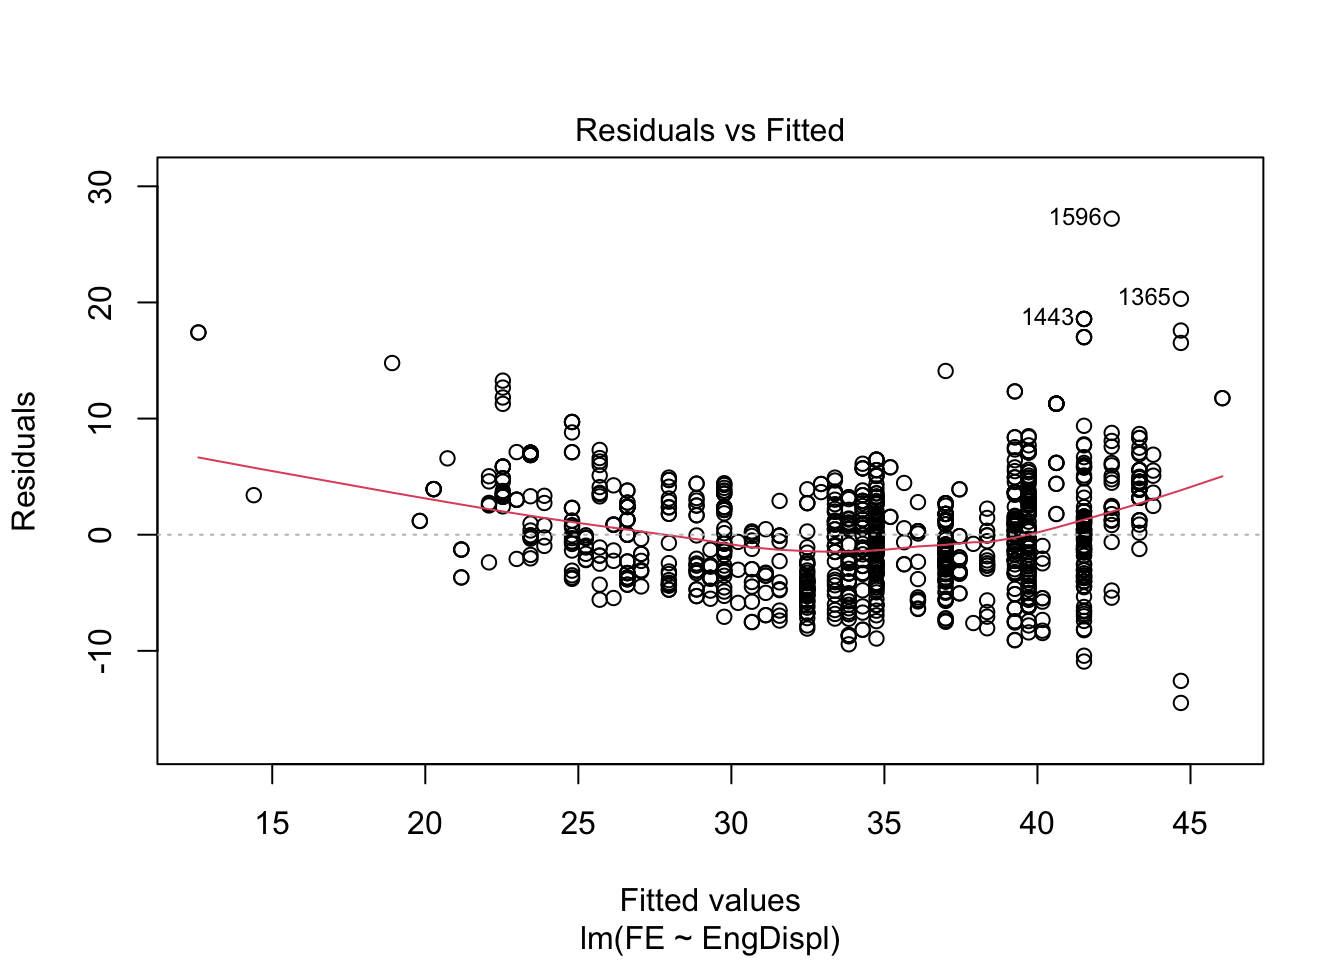 Residuals vs Fitted
Residuals
30
20
10
0
-10
1596
1365
1443
15 20 25 30 35 40 45
Fitted values
lm(FE ~ EngDispl)